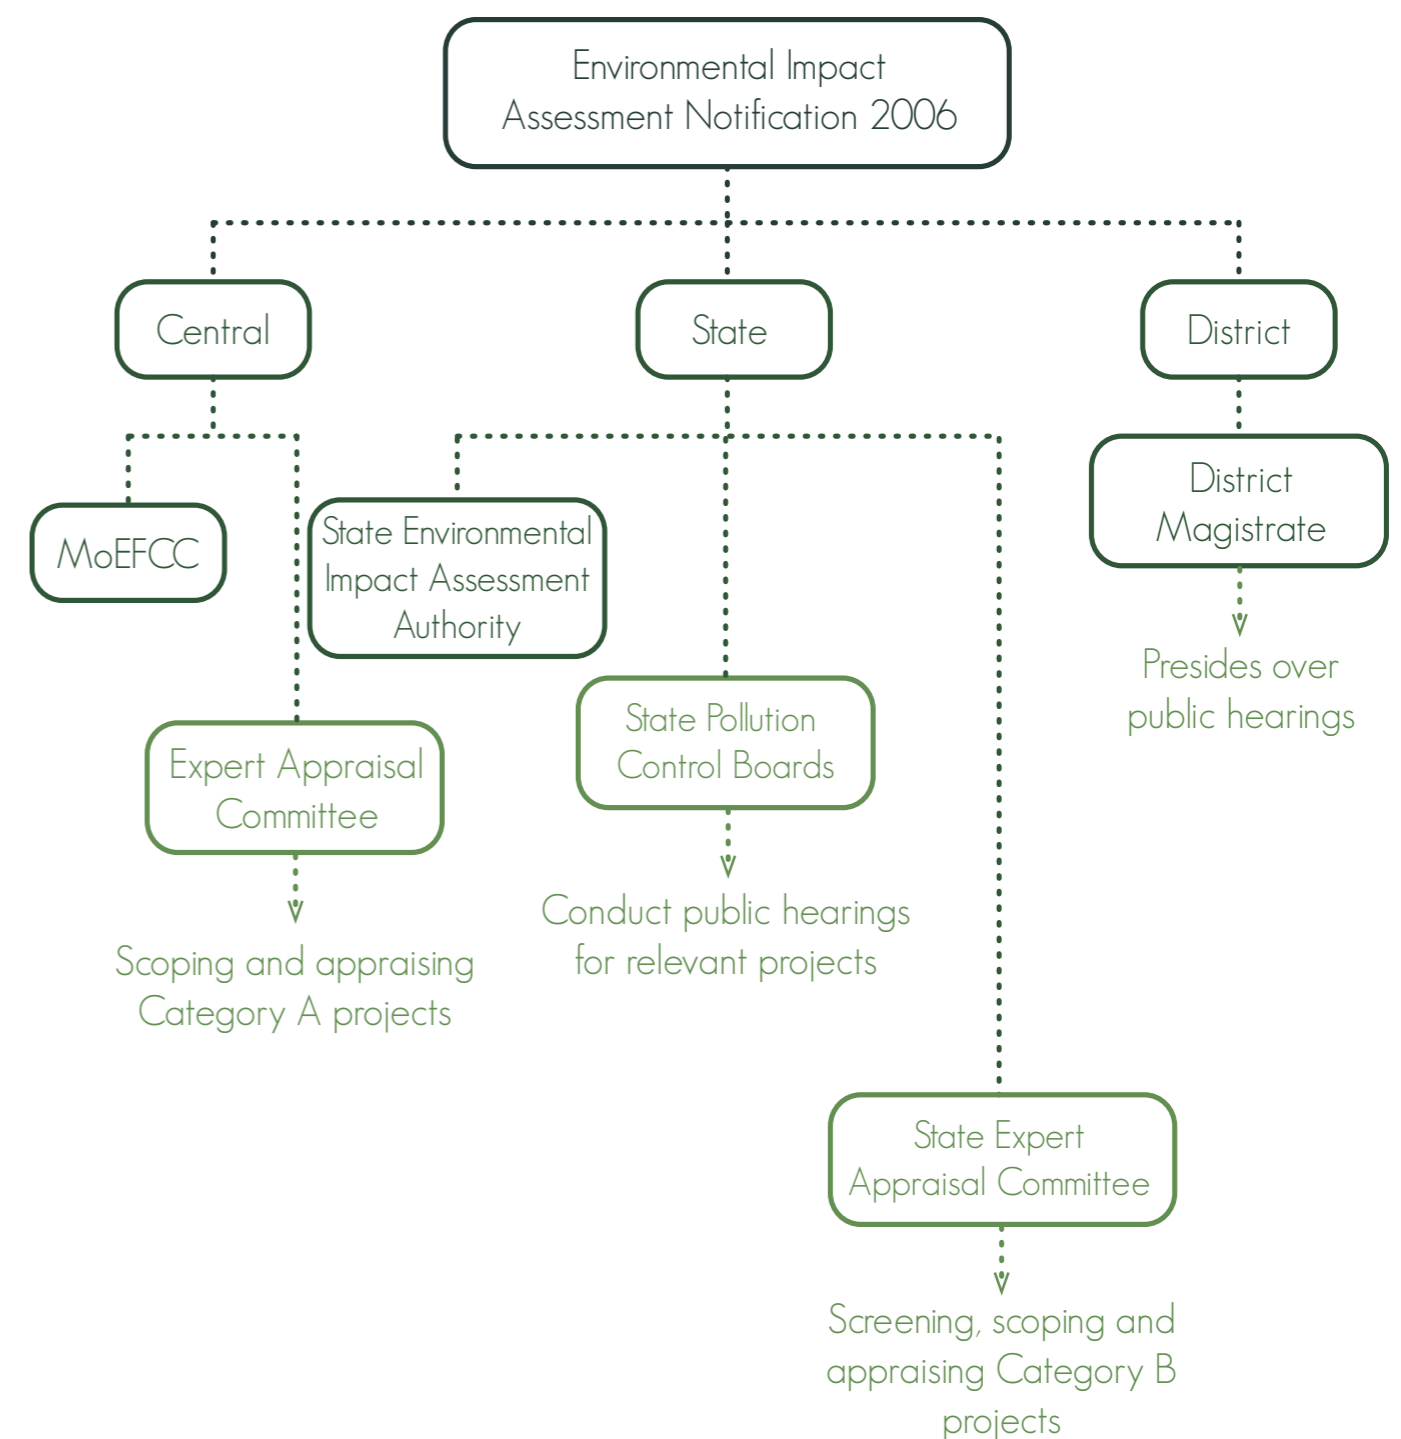 Environmental Impact
Assessment Notification 2006
Central
State
District
MoEFCC
State Environmental
Impact Assessment
Authority
District
Magistrate
Presides over
public hearings
State Pollution
Control Boards
Expert Appraisal
Committee
Conduct public hearings
for relevant projects
Scoping and appraising
Category A projects
State Expert
Appraisal Committee
Screening, scoping and
appraising Category B
projects